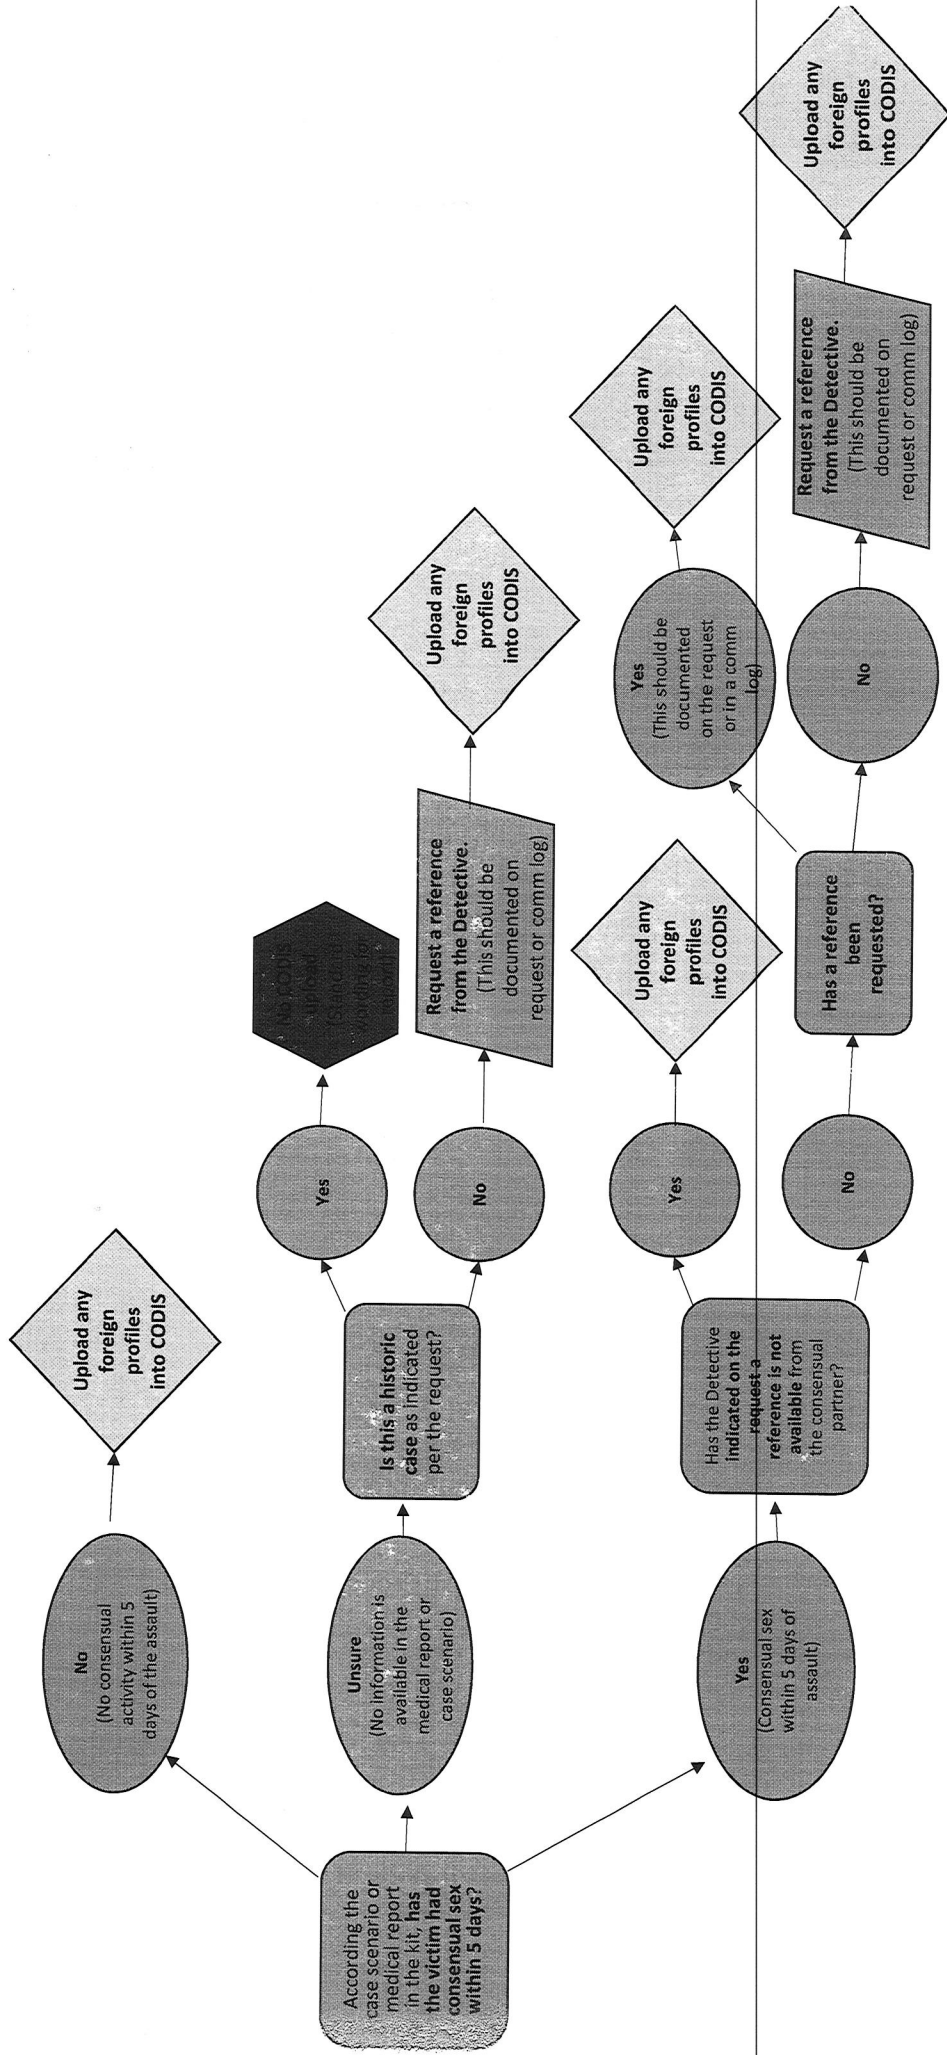 According the
case scenario or
medical report
in the kit, has
the victim had
consensual sex
within 5 days?
No
(No consensual
activity within 5
days of the assault)
Upload any
foreign
profiles
into CODIS
Unsure
(No Information is
available in the
medical report or
case scenario)
Is this a historic
case as indicated
per the request?
Yes
No CODIS
upload
(Standard
wording for
report)
No
Request a reference
from the Detective.
(This should be
documented on
request or comm log)
Upload any
foreign
profiles
into CODIS
Yes
(Consensual sex
within 5 days of
assault)
Has the Detective
indicated on the
request a
reference is not
available from
the consensual
partner?
Yes
Upload any
foreign
profiles
into CODIS
No
Has a reference
been
requested?
Yes
(This should be
documented
on the request
or in a comm
log)
Upload any
foreign
profiles
into CODIS
No
Request a reference
from the Detective.
(This should be
documented on
request or comm log)
Upload any
foreign
profiles
into CODIS